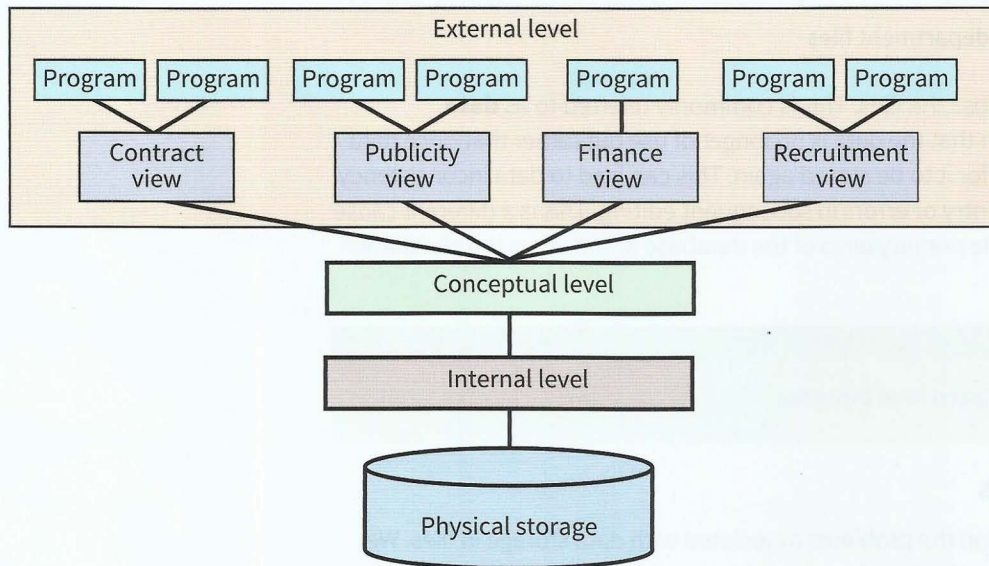 External level
Program Program Program Program Program Program Program
Contract view
Publicity view
Finance view
Recruitment view
Conceptual level
Internal level
Physical storage